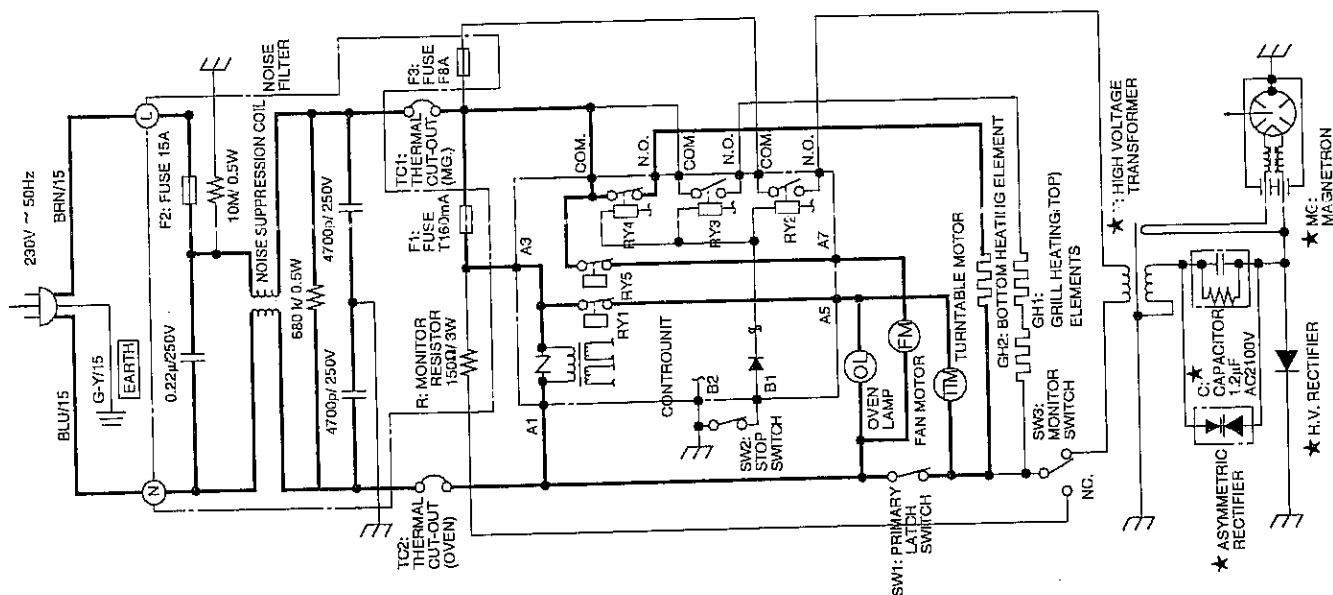 230V ~ 50Hz
BRN/15
BLU/15
G-Y/15
EARTH
L
N
F2: FUSE 15A
0.22µ/250V
10M/ 0.5W
NOISE SUPPRESSION COIL
NOISE
FILTER
680 K/ 0.5W
4700p/ 250V
4700p/ 250V
TC1:
THERMAL
CUT-OUT
(MG.)
TC2:
THERMAL
CUT-OUT
(OVEN)
F3:
FUSE
F8A
F1:
FUSE
T160mA
R: MONITOR
RESISTOR
150Ω/ 3W
A3
A1
COM.
N.O.
COM.
N.O.
COM.
N.O.
RY4
RY3
RY2
RY5
RY1
A7
A5
CONTROUNIT
B2
B1
SW2:
STOP
SWITCH
OL
OVEN
LAMP
FM
FAN MOTOR
TTM
TURNTABLE MOTOR
SW1: PRIMARY
LATCH
SWITCH
GH2: BOTTOM HEATING ELEMENT
GH1:
GRILL HEATING(TOP)
ELEMENTS
SW3:
MONITOR
SWITCH
NC.
★ T: HIGH VOLTAGE
TRANSFORMER
C: ★
CAPACITOR
1.2µF
AC2100V
★ ASYMMETRIC
RECTIFIER
★ H.V. RECTIFIER
★ MG:
MAGNETRON